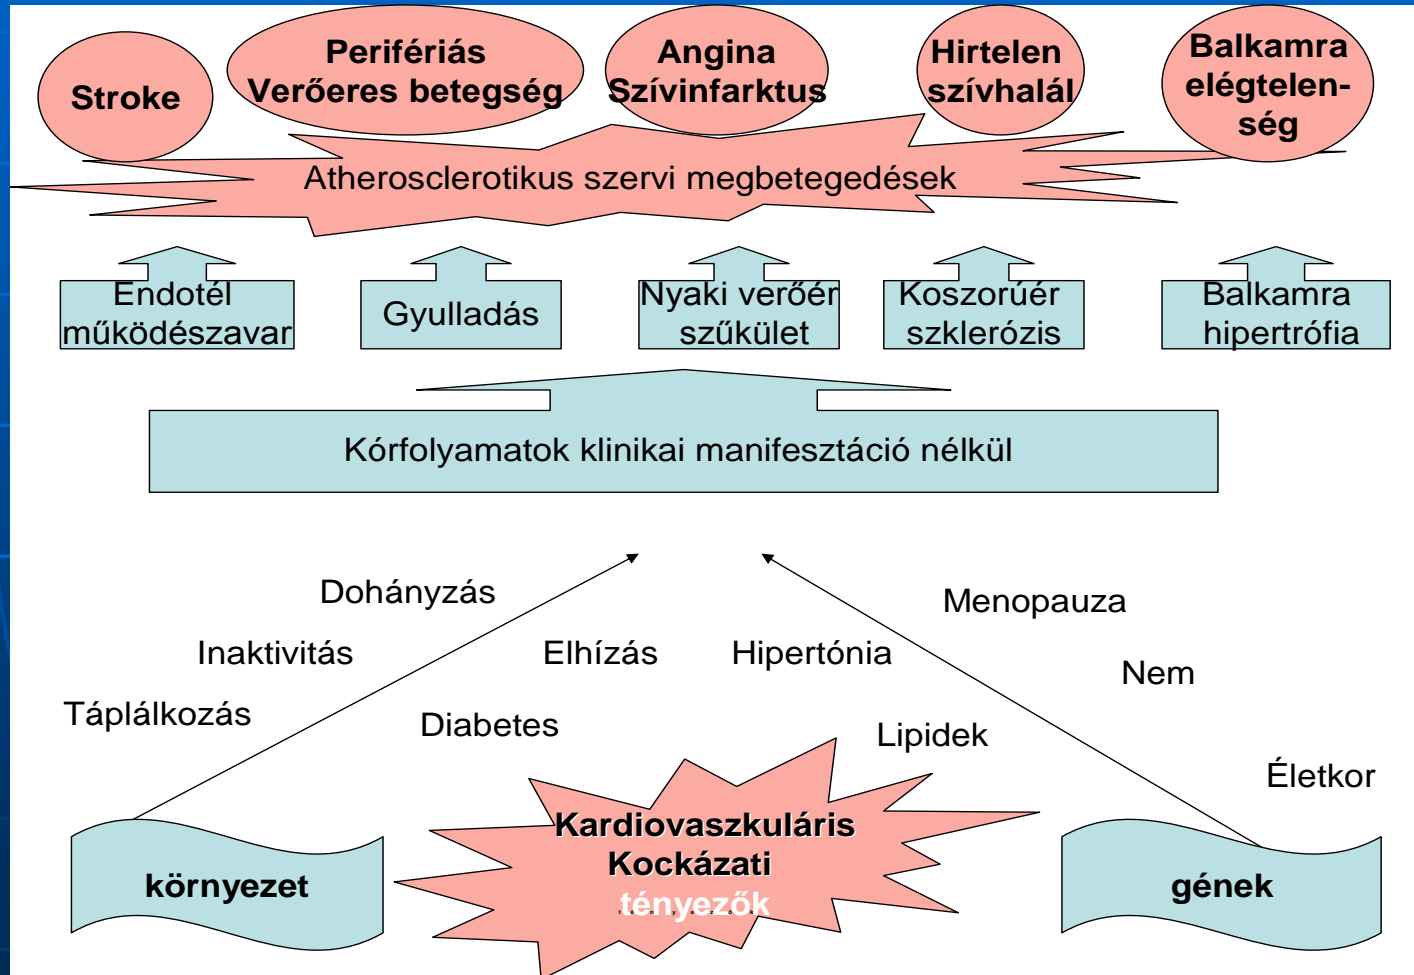 Stroke
Perifériás
Verőeres betegség
Angina
Szívinfarktus
Hirtelen
szívhalál
Balkamra
elégtelen-
ség
Atherosclerotikus szervi megbetegedések
Endotél
működészavar
Gyulladás
Nyaki verőér
szűkület
Koszorúér
szklerózis
Balkamra
hipertrófia
Kórfolyamatok klinikai manifesztáció nélkül
Dohányzás
Menopauza
Inaktivitás
Elhízás
Hipertónia
Nem
Táplálkozás
Diabetes
Lipidek
Életkor
Kardiovaszkuláris
Kockázati
tényezők
környezet
gének